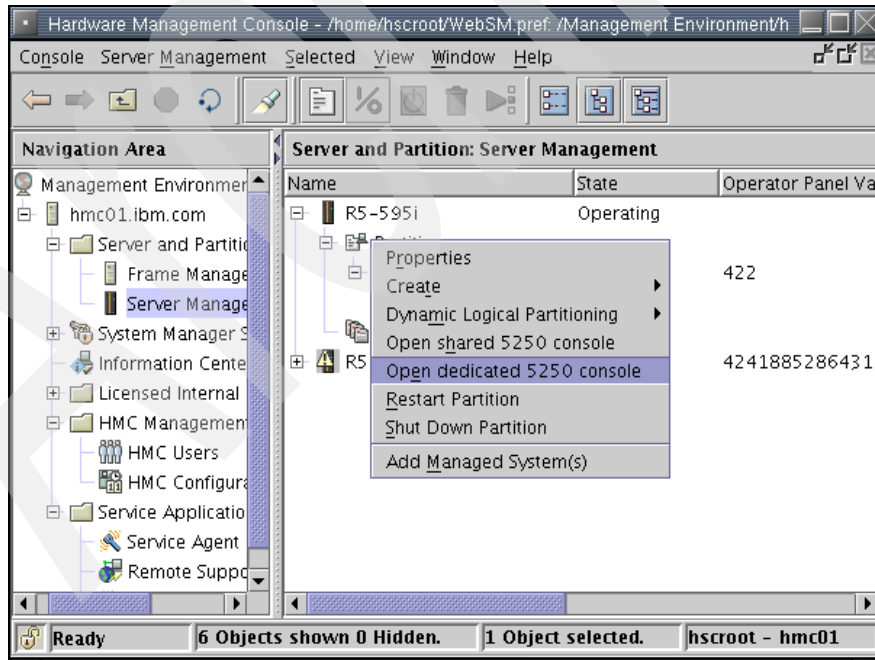 Hardware Management Console - /home/hscroot/WebSM.pref: /Management Environment/h
Console Server Management Selected View Window Help
Navigation Area
Server and Partition: Server Management
Management Environmer
hmc01.ibm.com
Server and Partitio
Frame Manage
Server Manage
System Manager S
Information Cente
Licensed Internal
HMC Managemen
HMC Users
HMC Configura
Service Applicatio
Service Agent
Remote Suppo
Name State Operator Panel Va
R5-595i Operating
422
R5 4241885286431
Properties
Create
Dynamic Logical Partitioning
Open shared 5250 console
Open dedicated 5250 console
Restart Partition
Shut Down Partition
Add Managed System(s)
Ready 6 Objects shown 0 Hidden. 1 Object selected. hscroot - hmc01